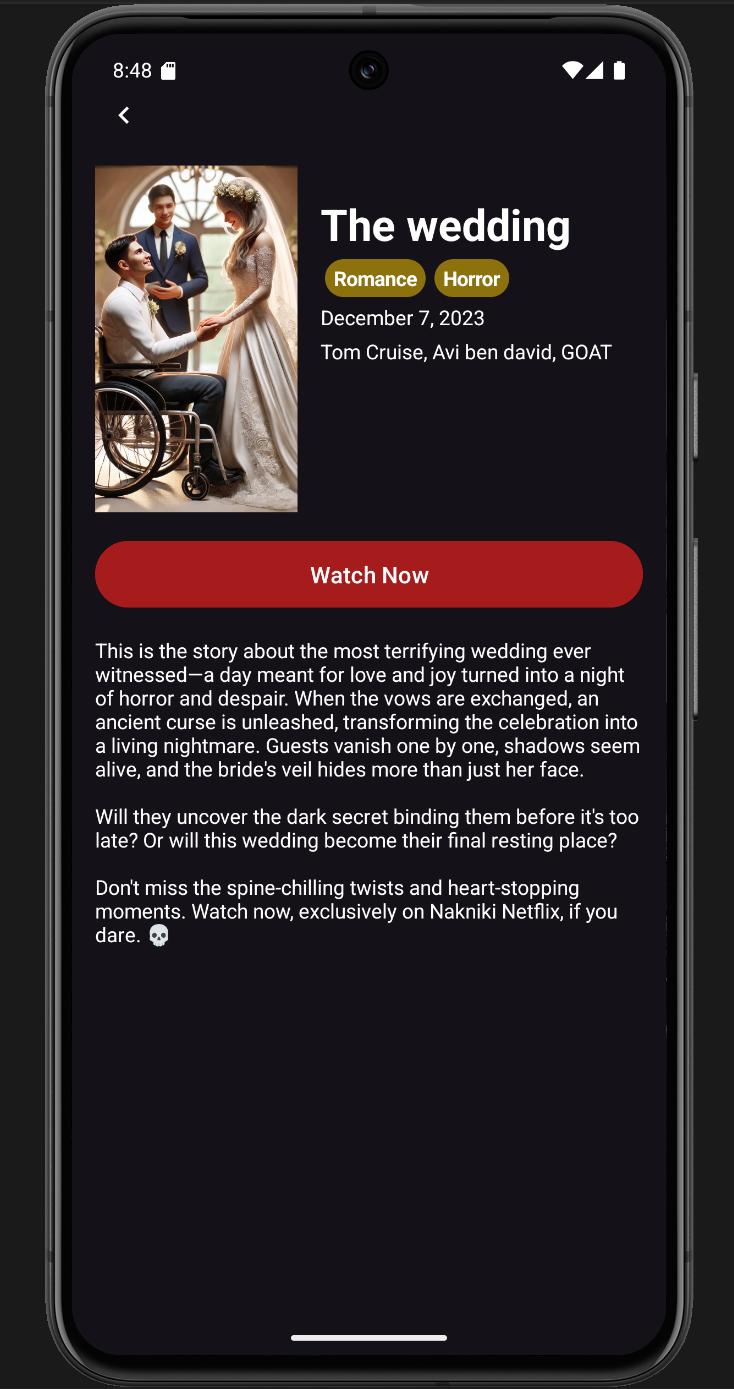 8:48
The wedding
Romance Horror
December 7, 2023
Tom Cruise, Avi ben david, GOAT
Watch Now
This is the story about the most terrifying wedding ever
witnessed—a day meant for love and joy turned into a night
of horror and despair. When the vows are exchanged, an
ancient curse is unleashed, transforming the celebration into
a living nightmare. Guests vanish one by one, shadows seem
alive, and the bride's veil hides more than just her face.
Will they uncover the dark secret binding them before it's too
late? Or will this wedding become their final resting place?
Don't miss the spine-chilling twists and heart-stopping
moments. Watch now, exclusively on Nakniki Netflix, if you
dare. 💀